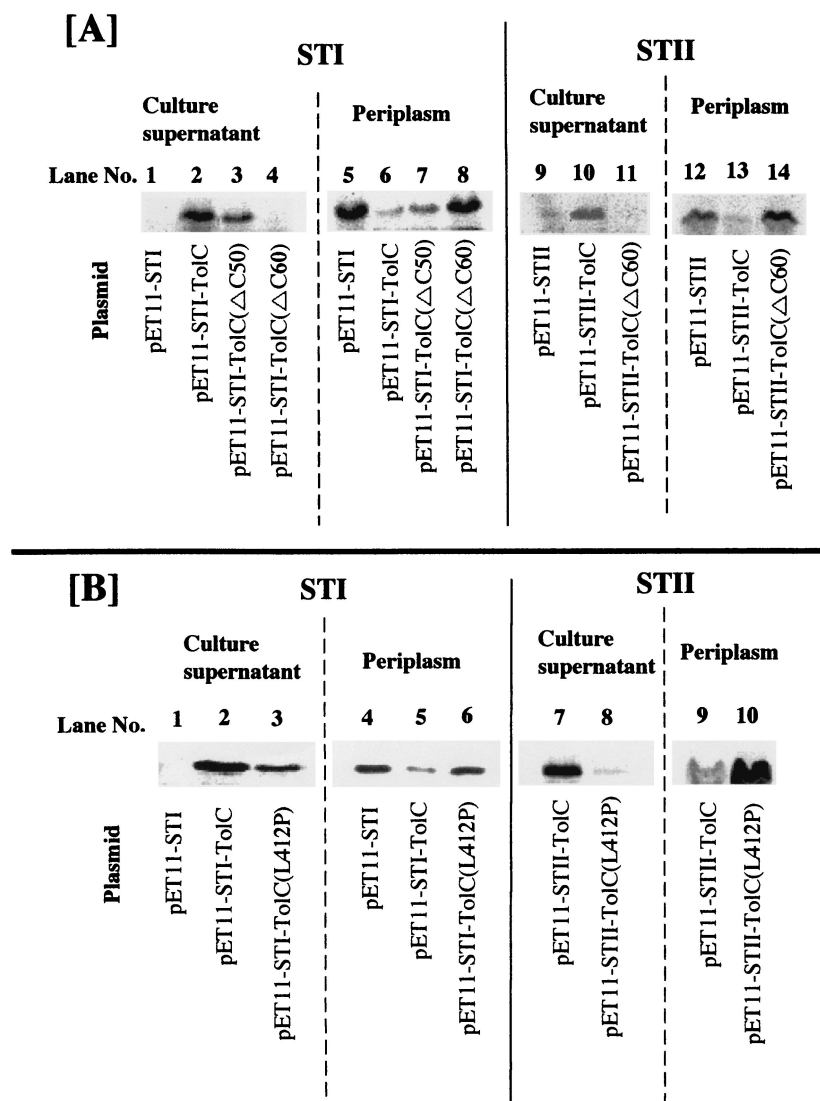 [A]
STI
STII
Culture
supernatant
Periplasm
Culture
supernatant
Periplasm
Lane No. 1 2 3 4 5 6 7 8 9 10 11 12 13 14
Plasmid
pET11-STI
pET11-STI-TolC
pET11-STI-TolC(△C50)
pET11-STI-TolC(△C60)
pET11-STI
pET11-STI-TolC
pET11-STI-TolC(△C50)
pET11-STI-TolC(△C60)
pET11-STII
pET11-STII-TolC
pET11-STII-TolC(△C60)
pET11-STII
pET11-STII-TolC
pET11-STII-TolC(△C60)
[B]
STI
STII
Culture
supernatant
Periplasm
Culture
supernatant
Periplasm
Lane No. 1 2 3 4 5 6 7 8 9 10
Plasmid
pET11-STI
pET11-STI-TolC
pET11-STI-TolC(L412P)
pET11-STI
pET11-STI-TolC
pET11-STI-TolC(L412P)
pET11-STII-TolC
pET11-STII-TolC(L412P)
pET11-STII-TolC
pET11-STII-TolC(L412P)